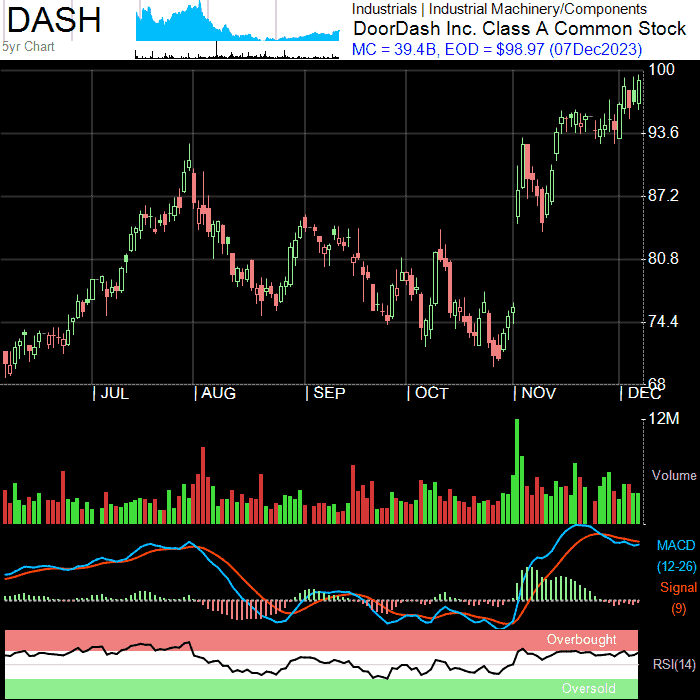 DASH
5yr Chart
Industrials | Industrial Machinery/Components
DoorDash Inc. Class A Common Stock
MC = 39.4B, EOD = $98.97 (07Dec2023)
100
93.6
87.2
80.8
74.4
68
| JUL | AUG | SEP | OCT | NOV | DEC
12M
Volume
MACD
(12-26)
Signal
(9)
Overbought
RSI(14)
Oversold